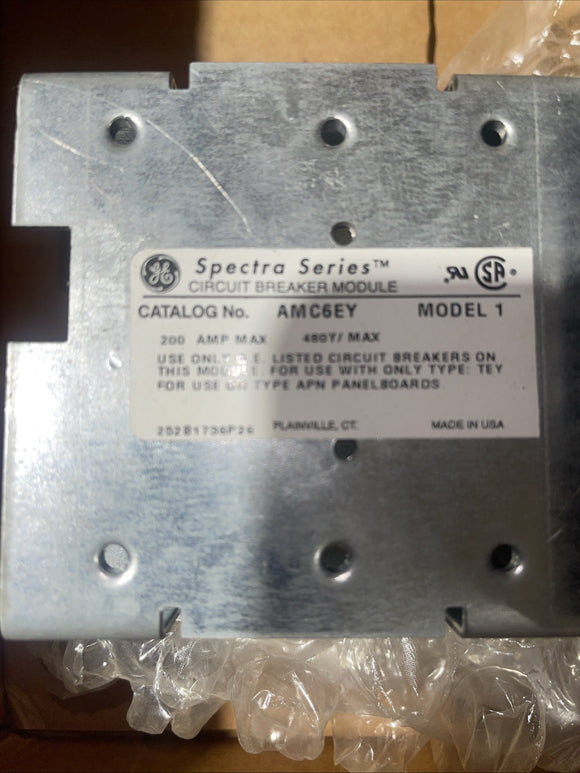 GE Spectra Series™
CIRCUIT BREAKER MODULE
CATALOG No. AMC6EY MODEL 1
200 AMP MAX 480Y/ MAX
USE ONLY LISTED CIRCUIT BREAKERS ON
THIS MODULE. FOR USE WITH ONLY TYPE: TEY
FOR USE TYPE APN PANELBOARDS
252B1736P26 PLAINVILLE, CT. MADE IN USA